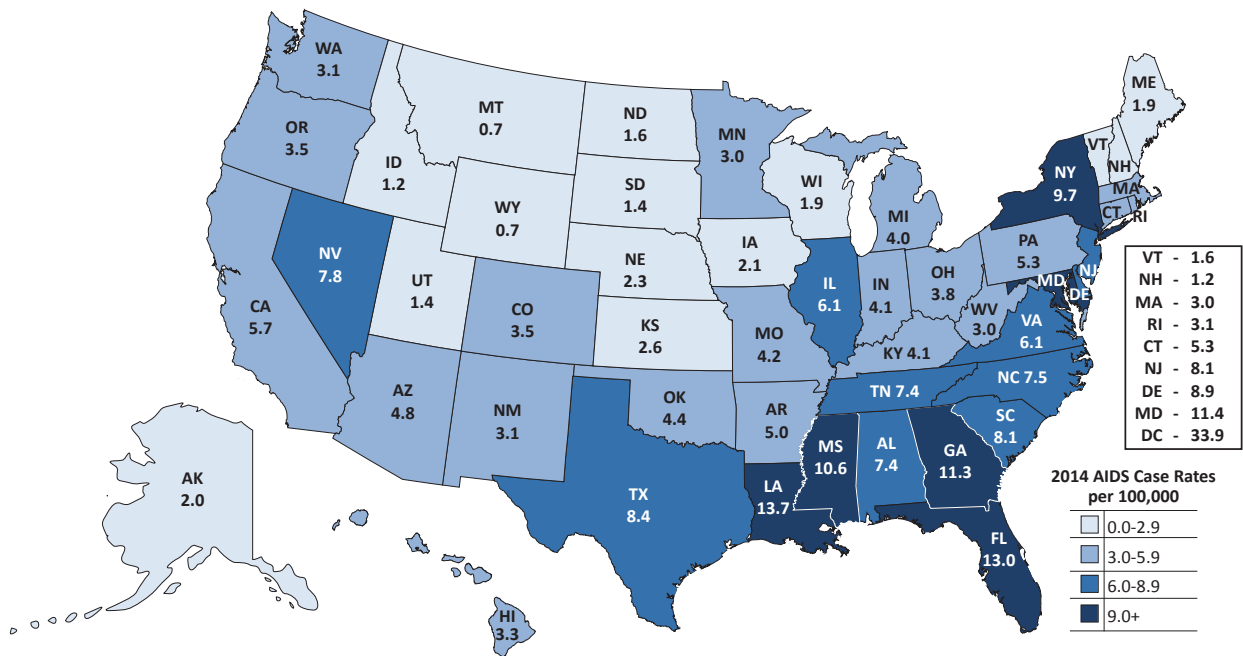 WA
3.1
OR
3.5
CA
5.7
NV
7.8
ID
1.2
MT
0.7
WY
0.7
UT
1.4
CO
3.5
AZ
4.8
NM
3.1
ND
1.6
SD
1.4
NE
2.3
KS
2.6
OK
4.4
TX
8.4
MN
3.0
IA
2.1
MO
4.2
AR
5.0
LA
13.7
WI
1.9
IL
6.1
MI
4.0
IN
4.1
OH
3.8
KY 4.1
TN 7.4
MS
10.6
AL
7.4
GA
11.3
FL
13.0
SC
8.1
NC 7.5
VA
6.1
WV
3.0
PA
5.3
NY
9.7
ME
1.9
VT
NH
MA
CT
RI
NJ
MD
DE
AK
2.0
HI
3.3
VT - 1.6
NH - 1.2
MA - 3.0
RI - 3.1
CT - 5.3
NJ - 8.1
DE - 8.9
MD - 11.4
DC - 33.9
2014 AIDS Case Rates
per 100,000
0.0-2.9
3.0-5.9
6.0-8.9
9.0+